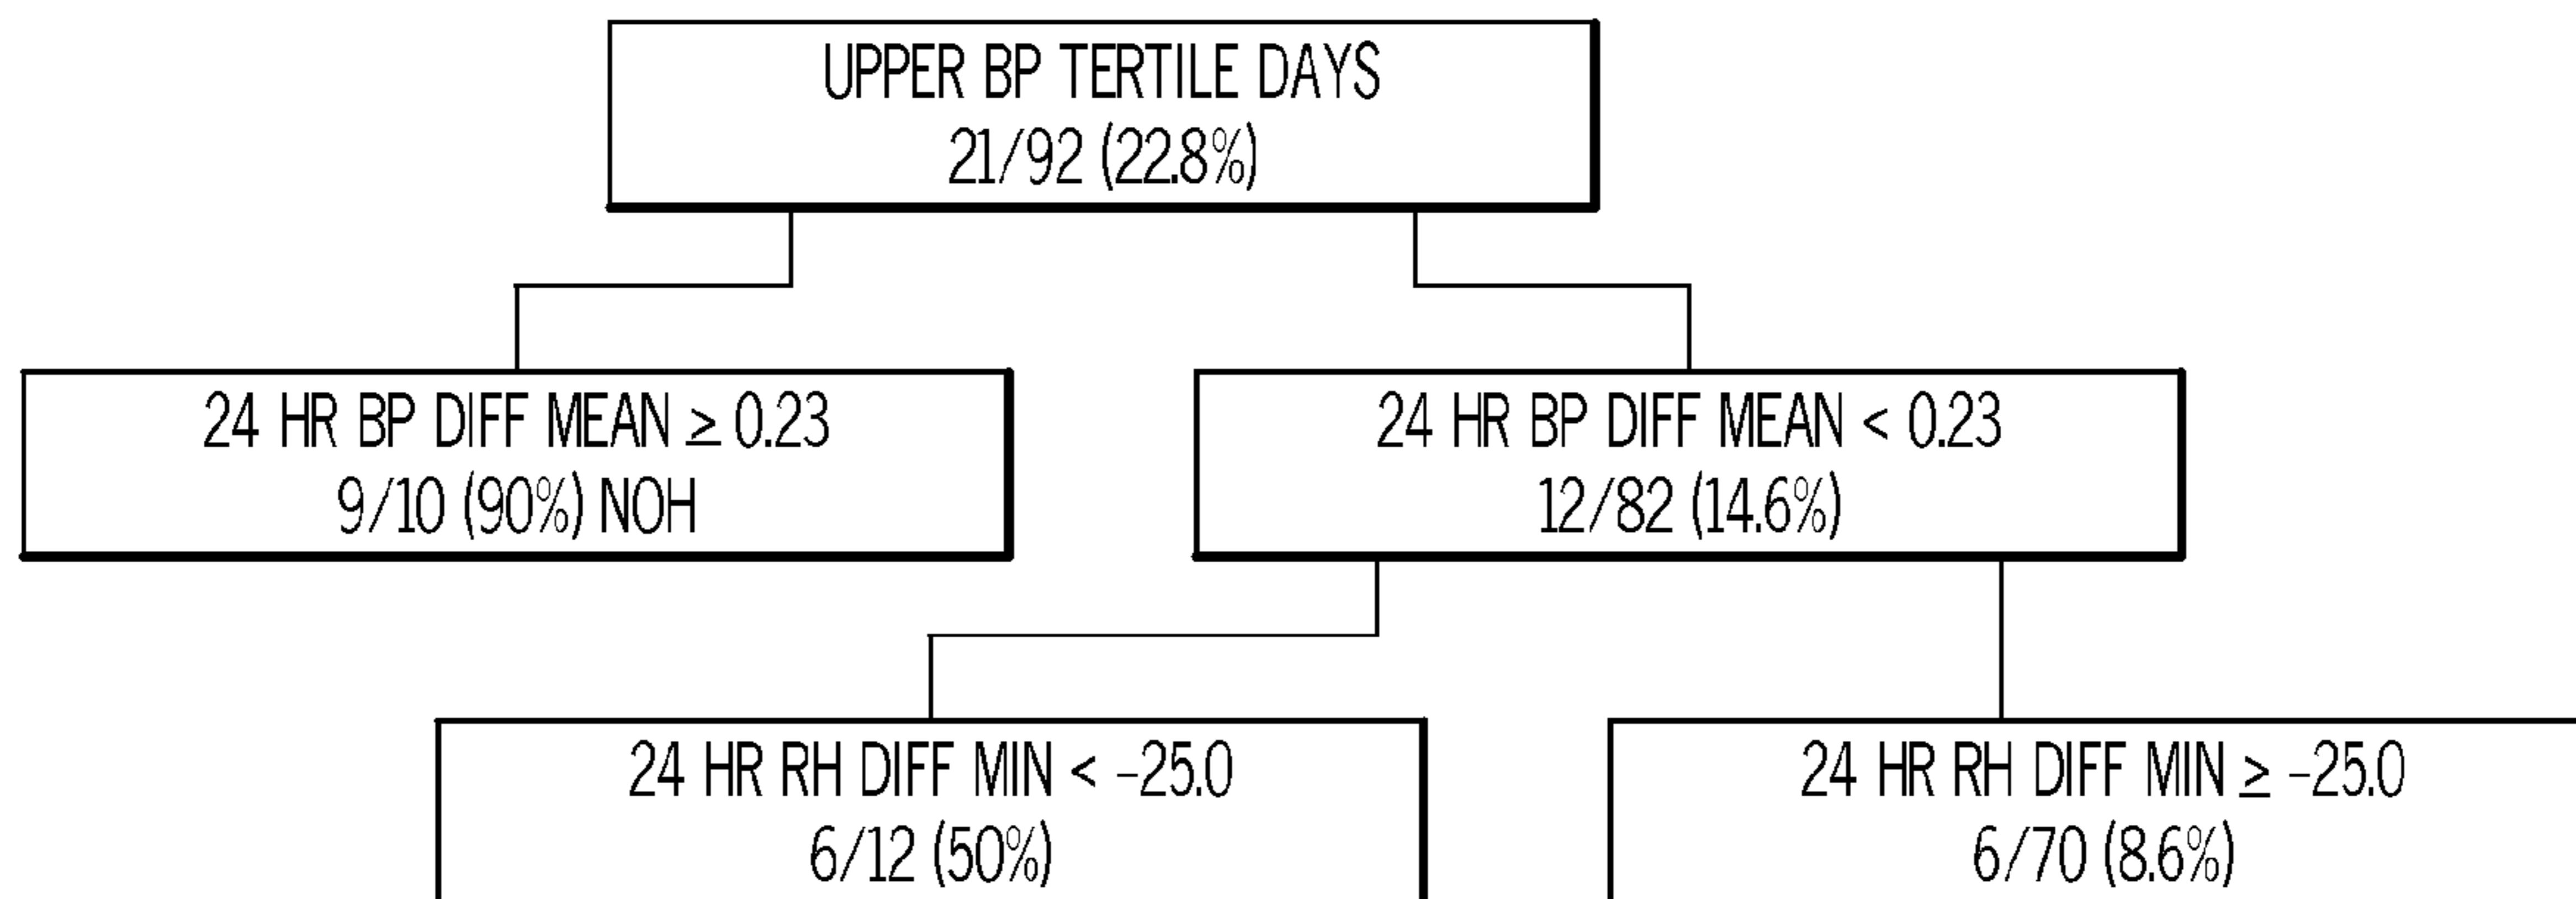 UPPER BP TERTILE DAYS
21/92 (22.8%)
24 HR BP DIFF MEAN ≥ 0.23
9/10 (90%) NOH
24 HR BP DIFF MEAN < 0.23
12/82 (14.6%)
24 HR RH DIFF MIN < -25.0
6/12 (50%)
24 HR RH DIFF MIN ≥ -25.0
6/70 (8.6%)